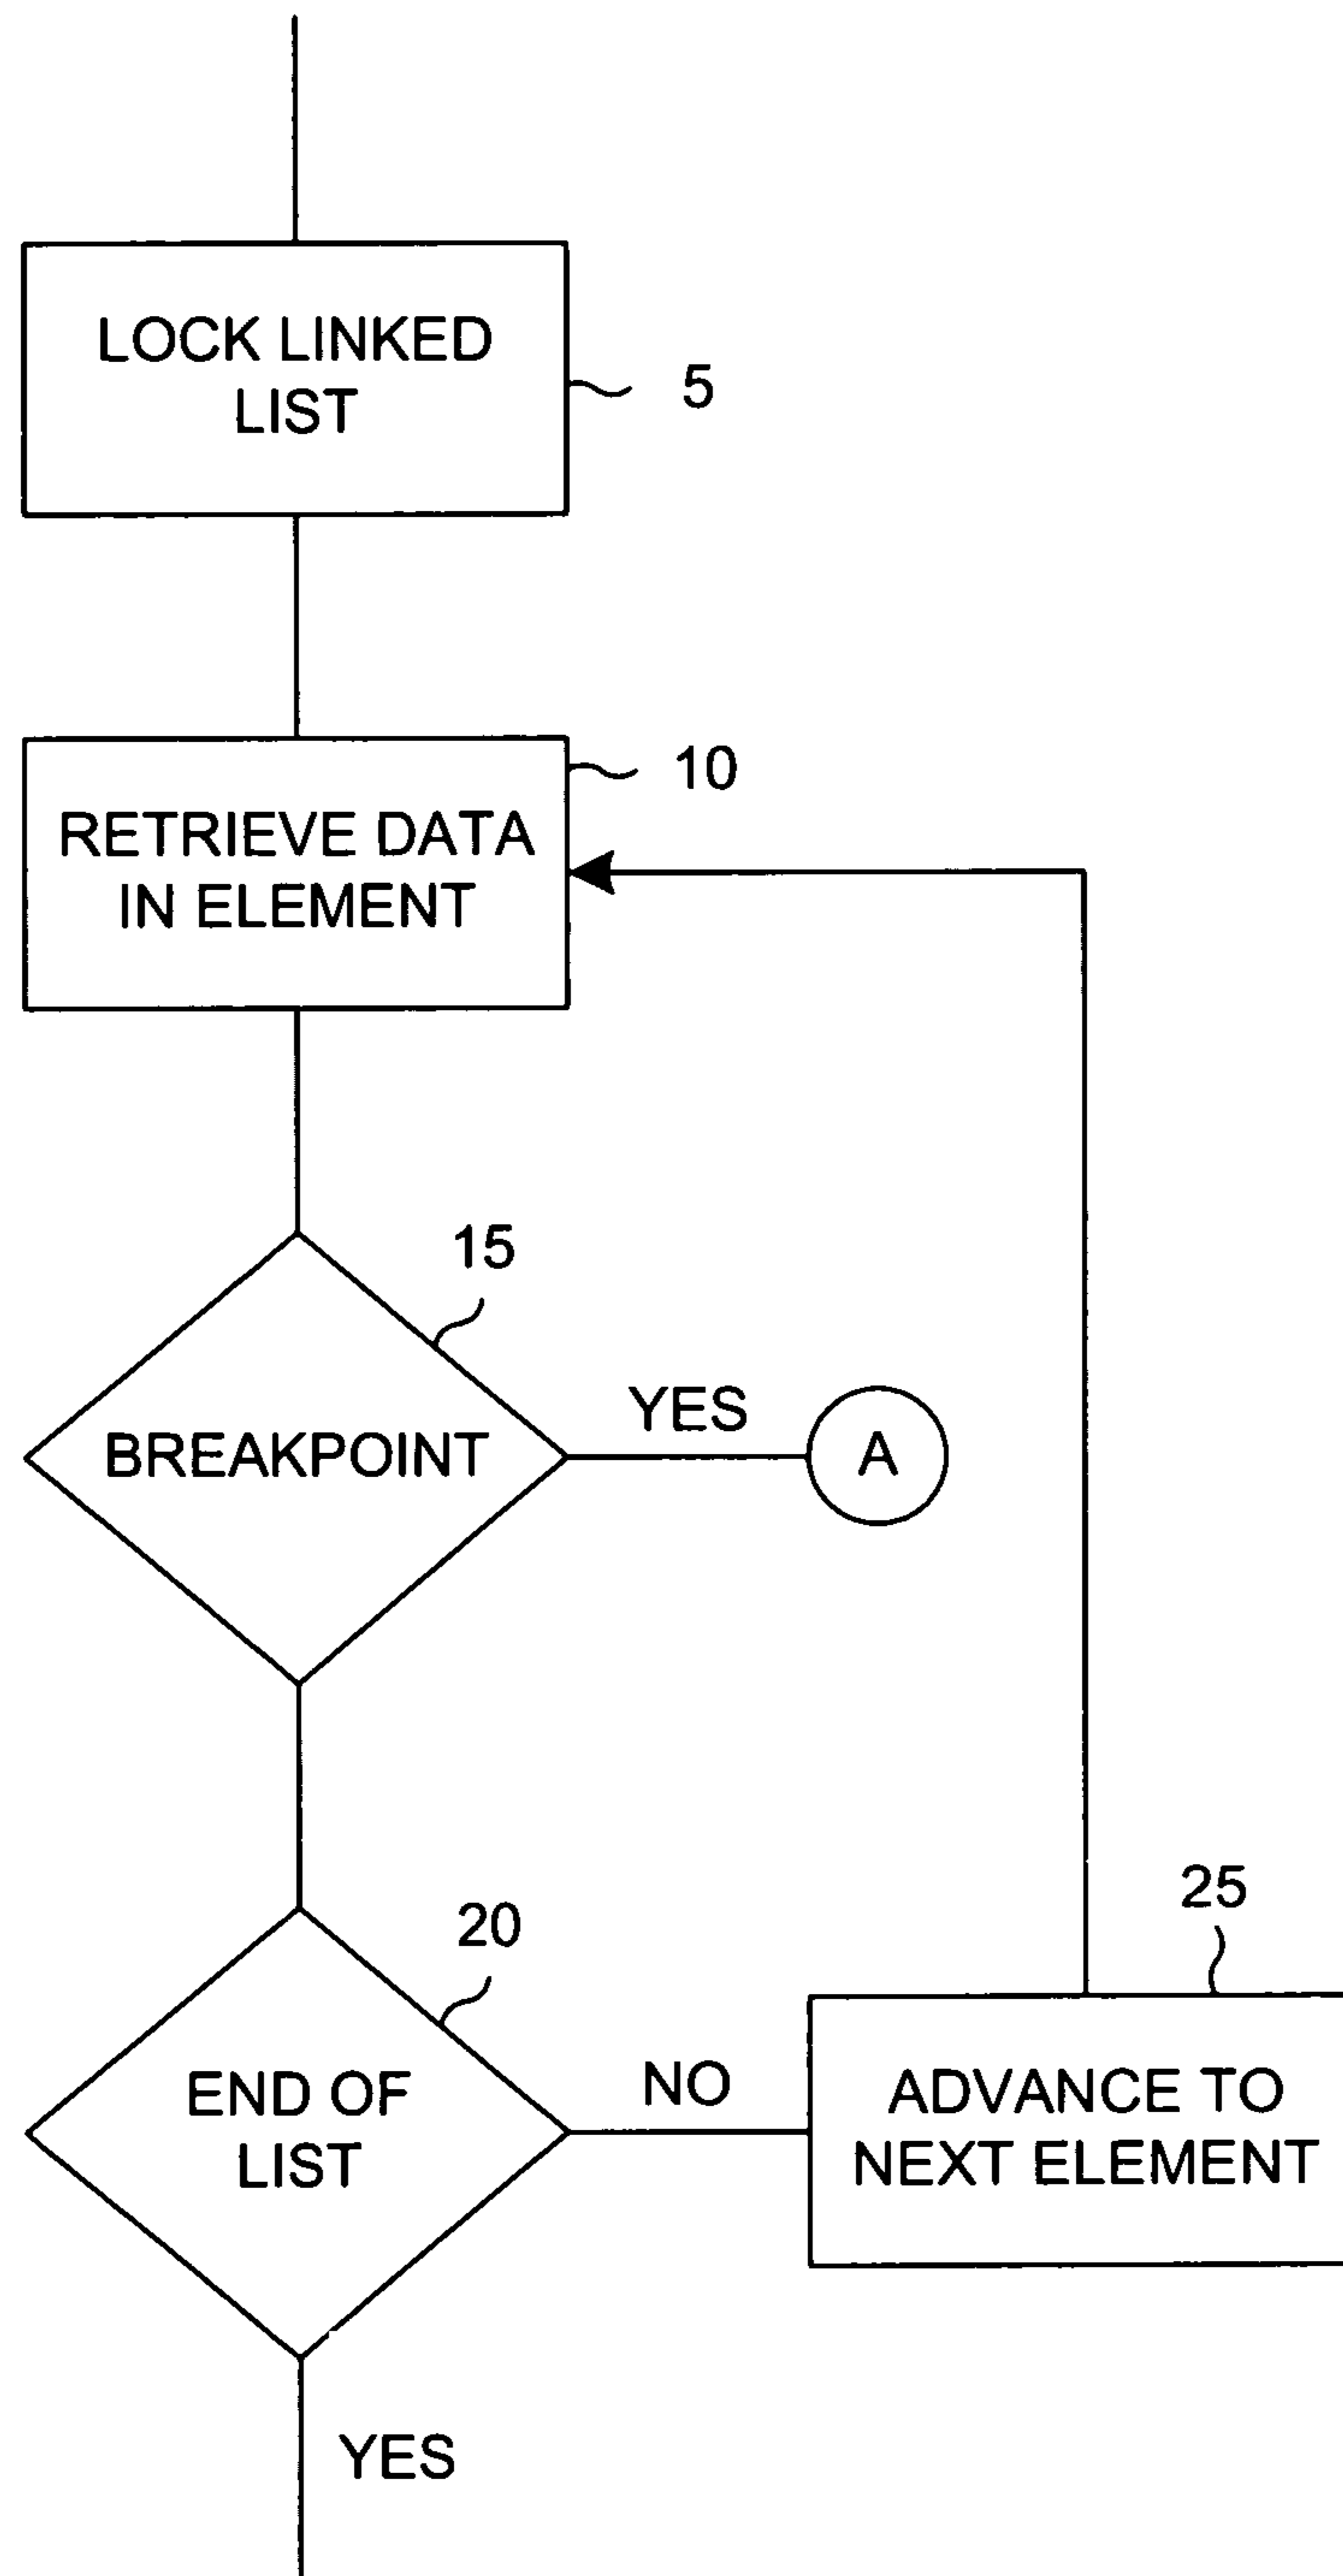 LOCK LINKED
LIST
5
10
RETRIEVE DATA
IN ELEMENT
15
BREAKPOINT
YES
A
20
25
END OF
LIST
NO
ADVANCE TO
NEXT ELEMENT
YES